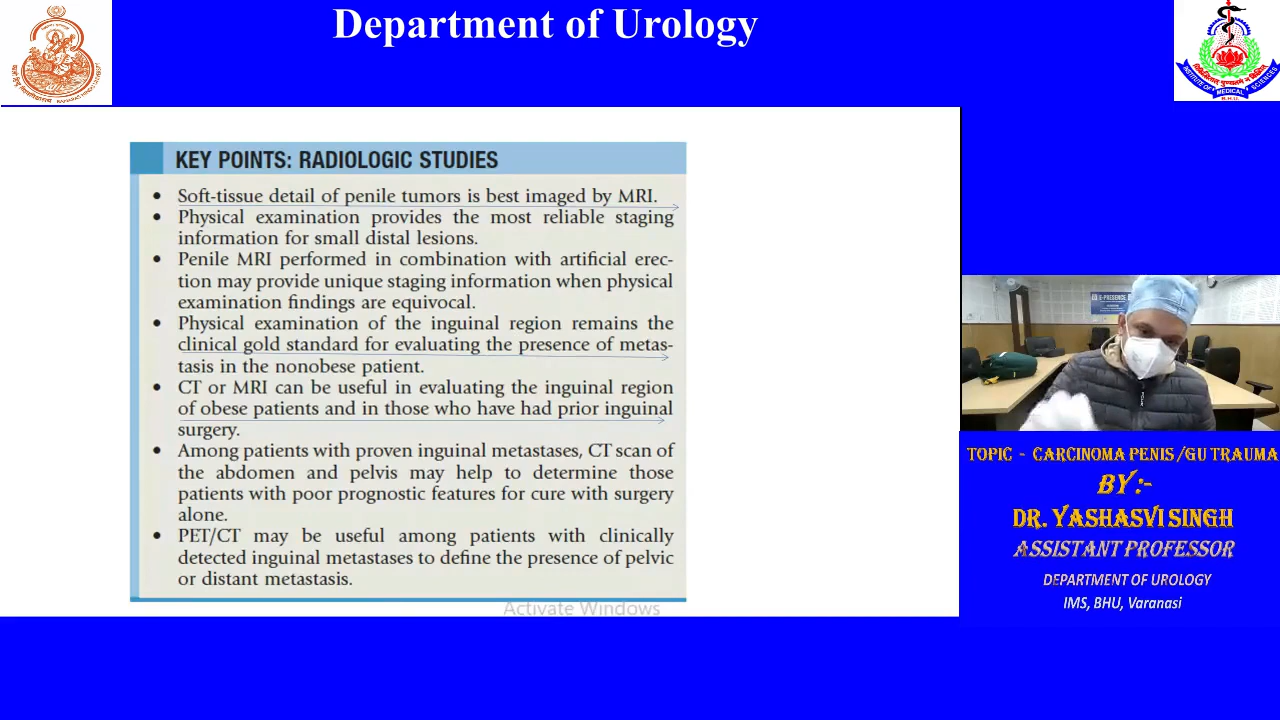 Department of Urology
KEY POINTS: RADIOLOGIC STUDIES
• Soft-tissue detail of penile tumors is best imaged by MRI.
• Physical examination provides the most reliable staging
information for small distal lesions.
• Penile MRI performed in combination with artificial erec-
tion may provide unique staging information when physical
examination findings are equivocal.
• Physical examination of the inguinal region remains the
clinical gold standard for evaluating the presence of metas-
tasis in the nonobese patient.
• CT or MRI can be useful in evaluating the inguinal region
of obese patients and in those who have had prior inguinal
surgery.
• Among patients with proven inguinal metastases, CT scan of
the abdomen and pelvis may help to determine those
patients with poor prognostic features for cure with surgery
alone.
• PET/CT may be useful among patients with clinically
detected inguinal metastases to define the presence of pelvic
or distant metastasis.
Activate Windows
INSTITUTE OF MEDICAL SCIENCES
B.H.U.
E-PRESENCE
TOPIC - CARCINOMA PENIS /GU TRAUMA
BY :-
DR. YASHASVI SINGH
ASSISTANT PROFESSOR
DEPARTMENT OF UROLOGY
IMS, BHU, Varanasi